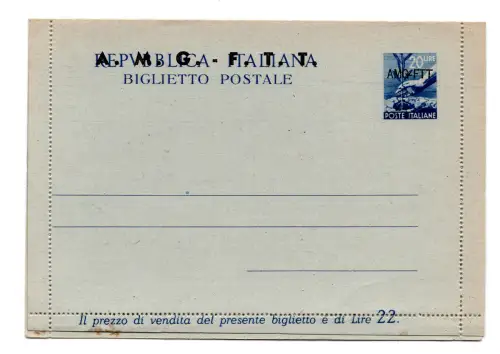 A. M. G. - F. T. T.
REPVBBLICA ITALIANA
BIGLIETTO POSTALE
20 LIRE
AMG-FTT
POSTE ITALIANE
Il prezzo di vendita del presente biglietto è di Lire 22.